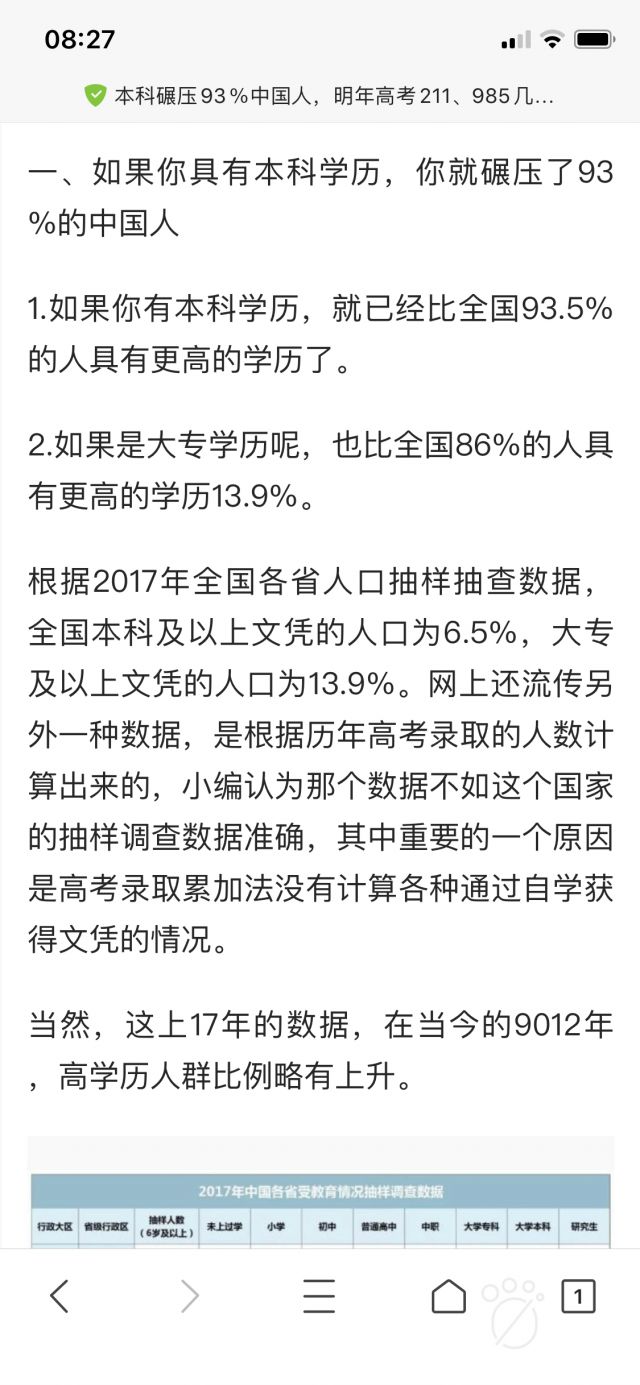 08:27
本科碾压93%中国人，明年高考211、985几...
一、如果你具有本科学历，你就碾压了93
%的中国人
1.如果你有本科学历，就已经比全国93.5%
的人具有更高的学历了。
2.如果是大专学历呢，也比全国86%的人具
有更高的学历13.9%。
根据2017年全国各省人口抽样抽查数据，
全国本科及以上文凭的人口为6.5%，大专
及以上文凭的人口为13.9%。网上还流传另
外一种数据，是根据历年高考录取的人数计
算出来的，小编认为那个数据不如这个国家
的抽样调查数据准确，其中重要的一个原因
是高考录取累加法没有计算各种通过自学获
得文凭的情况。
当然，这上17年的数据，在当今的9012年
，高学历人群比例略有上升。
2017年中国各省受教育情况抽样调查数据
行政大区 省级行政区 抽样人数 未上过学 小学 初中 普通高中 中职 大学专科 大学本科 研究生
（6岁及以上）
1